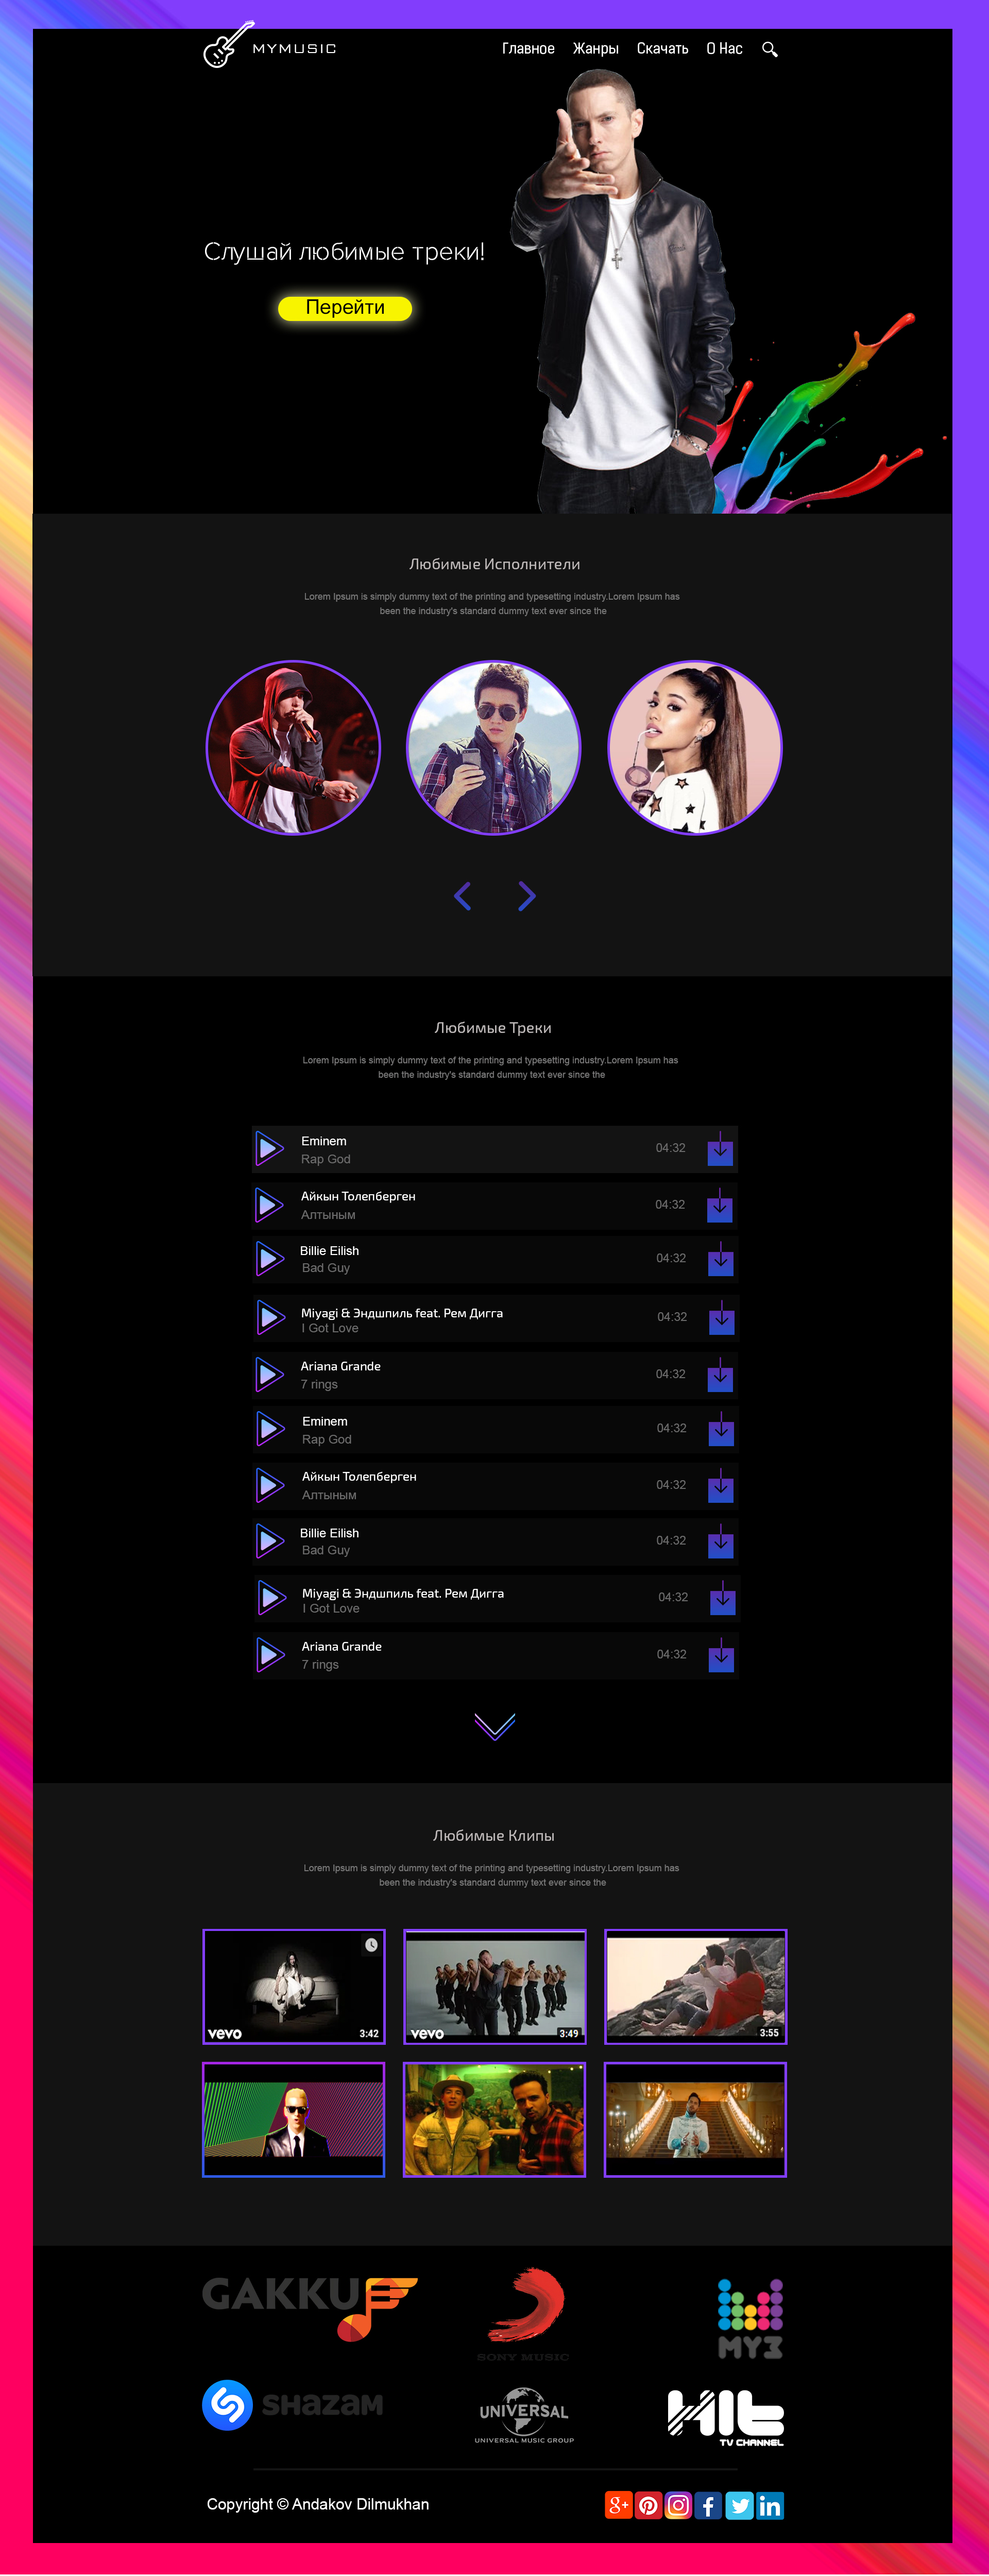 MYMUSIC
Главное Жанры Скачать О Нас
Слушай любимые треки!
Перейти
Любимые Исполнители
Lorem Ipsum is simply dummy text of the printing and typesetting industry.Lorem Ipsum has
been the industry's standard dummy text ever since the
Любимые Треки
Lorem Ipsum is simply dummy text of the printing and typesetting industry.Lorem Ipsum has
been the industry's standard dummy text ever since the
Eminem
Rap God
04:32
Айкын Толепберген
Алтыным
04:32
Billie Eilish
Bad Guy
04:32
Miyagi & Эндшпиль feat. Рем Дигга
I Got Love
04:32
Ariana Grande
7 rings
04:32
Eminem
Rap God
04:32
Айкын Толепберген
Алтыным
04:32
Billie Eilish
Bad Guy
04:32
Miyagi & Эндшпиль feat. Рем Дигга
I Got Love
04:32
Ariana Grande
7 rings
04:32
Любимые Клипы
Lorem Ipsum is simply dummy text of the printing and typesetting industry.Lorem Ipsum has
been the industry's standard dummy text ever since the
vevo 3:42
vevo 3:49
3:55
GAKKU
SONY MUSIC
МУЗ
SHAZAM
UNIVERSAL
UNIVERSAL MUSIC GROUP
HIt
TV CHANNEL
Copyright © Andakov Dilmukhan
g+ f in